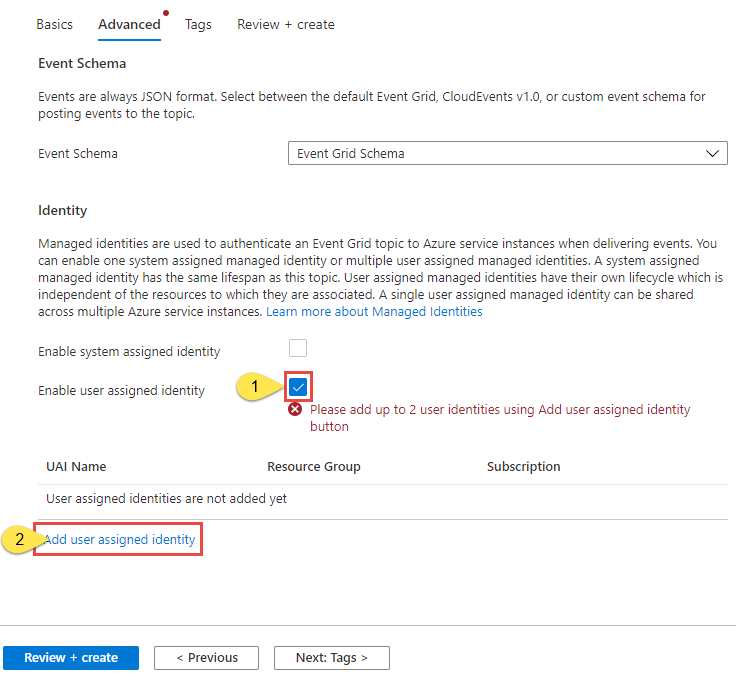 Basics Advanced Tags Review + create
Event Schema
Events are always JSON format. Select between the default Event Grid, CloudEvents v1.0, or custom event schema for
posting events to the topic.
Event Schema Event Grid Schema
Identity
Managed identities are used to authenticate an Event Grid topic to Azure service instances when delivering events. You
can enable one system assigned managed identity or multiple user assigned managed identities. A system assigned
managed identity has the same lifespan as this topic. User assigned managed identities have their own lifecycle which is
independent of the resources to which they are associated. A single user assigned managed identity can be shared
across multiple Azure service instances. Learn more about Managed Identities
Enable system assigned identity
Enable user assigned identity 1
Please add up to 2 user identities using Add user assigned identity
button
UAI Name Resource Group Subscription
User assigned identities are not added yet
2 Add user assigned identity
Review + create < Previous Next: Tags >